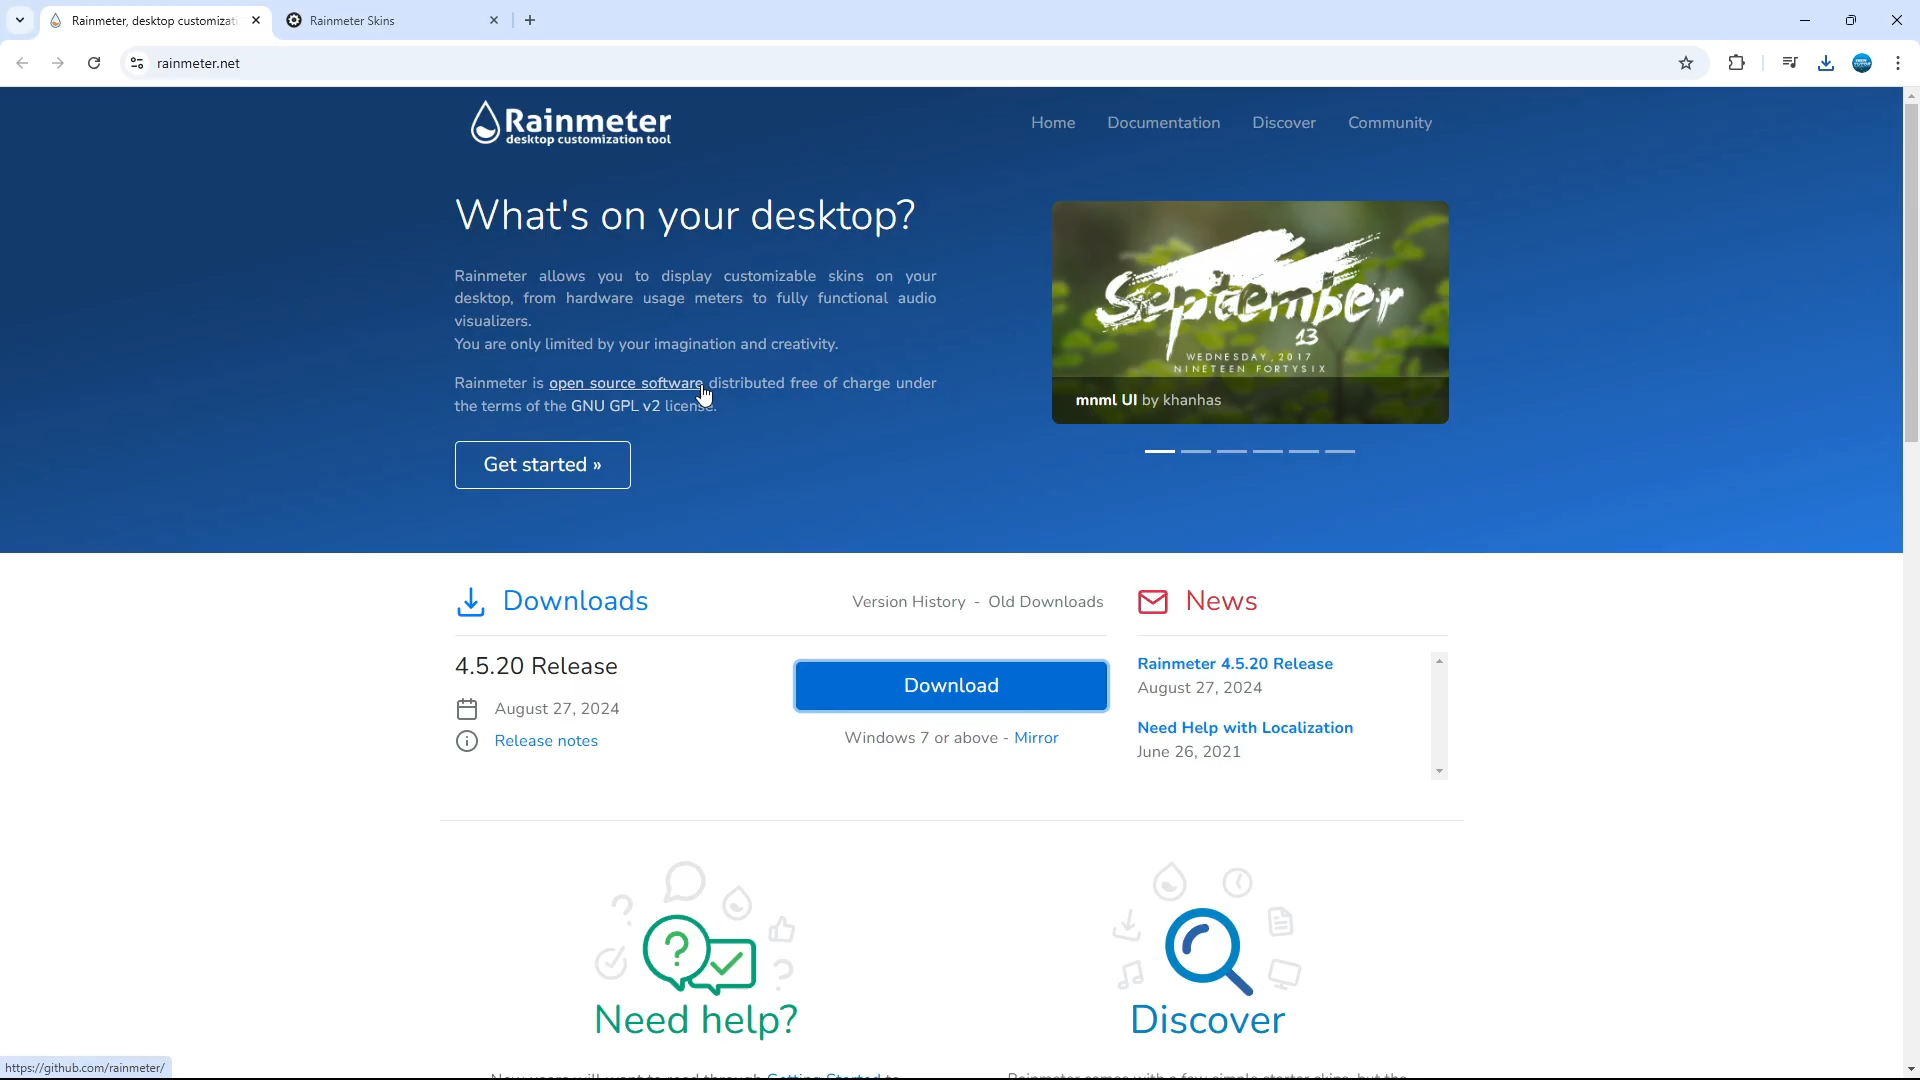 Rainmeter, desktop customizat
Rainmeter Skins
rainmeter.net
Rainmeter
desktop customization tool
Home
Documentation
Discover
Community
What's on your desktop?
Rainmeter allows you to display customizable skins on your
desktop, from hardware usage meters to fully functional audio
visualizers.
You are only limited by your imagination and creativity.
Rainmeter is open source software distributed free of charge under
the terms of the GNU GPL v2 license.
Get started »
September
13
WEDNESDAY, 2017
NINETEEN FORTYSIX
mnml UI by khanhas
Downloads
Version History - Old Downloads
News
4.5.20 Release
August 27, 2024
Release notes
Download
Windows 7 or above - Mirror
Rainmeter 4.5.20 Release
August 27, 2024
Need Help with Localization
June 26, 2021
Need help?
Discover
https://github.com/rainmeter/